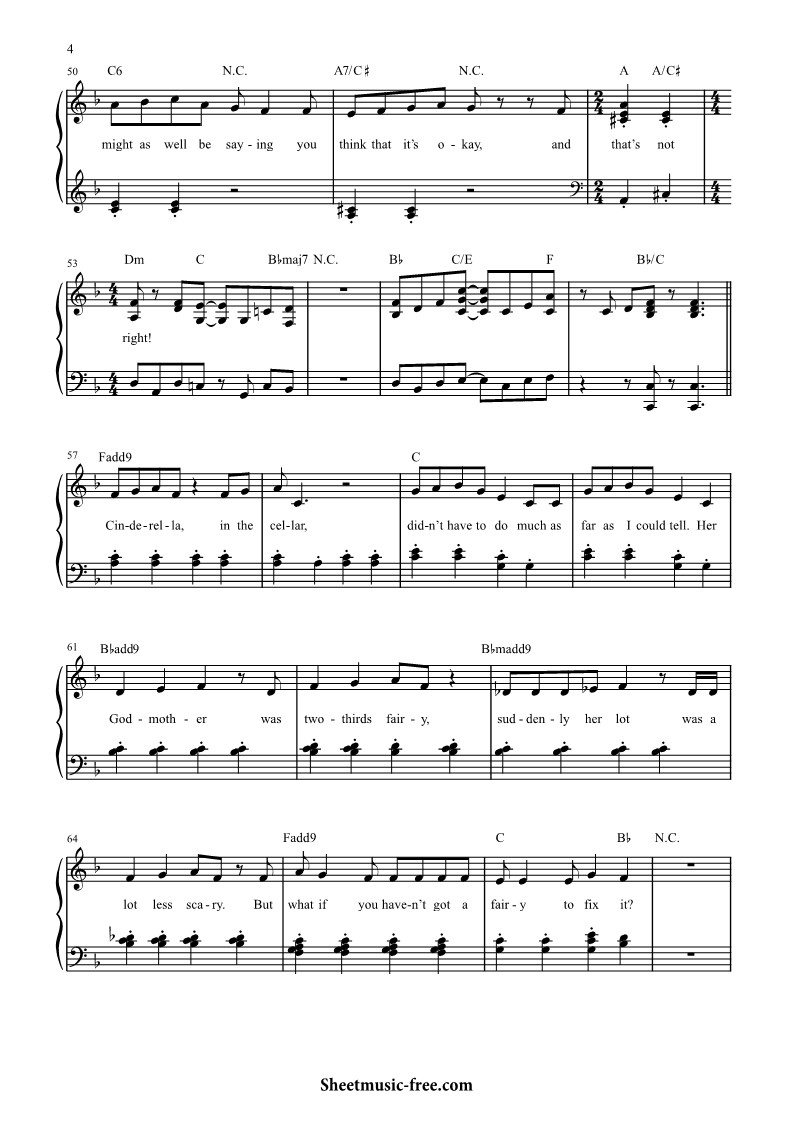 4
50 C6 N.C. A7/C♯ N.C. A A/C♯
might as well be say - ing you think that it's o - kay, and that's not
53 Dm C B♭maj7 N.C. B♭ C/E F B♭/C
right!
57 Fadd9 C
Cin-de-rel-la, in the cel-lar, did-n't have to do much as far as I could tell. Her
61 B♭add9 B♭madd9
God - moth - er was two - thirds fair - y, sud - den - ly her lot was a
64 Fadd9 C B♭ N.C.
lot less sca - ry. But what if you have-n't got a fair - y to fix it?
Sheetmusic-free.com